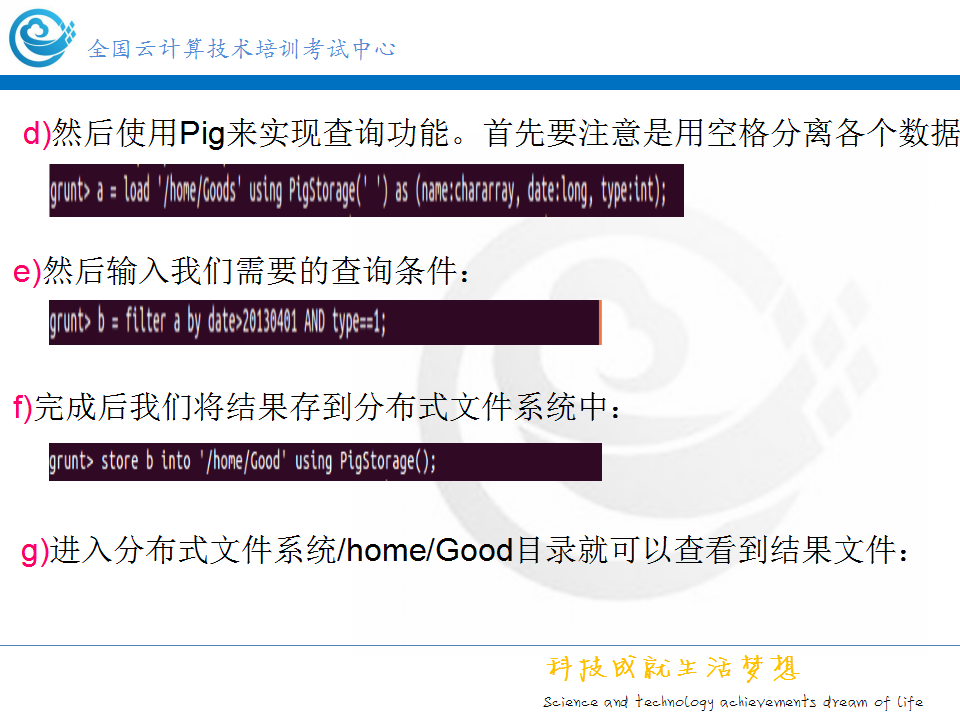 全国云计算技术培训考试中心
d)然后使用Pig来实现查询功能。首先要注意是用空格分离各个数据
grunt> a = load '/home/Goods' using PigStorage(' ') as (name:chararray, date:long, type:int);
e)然后输入我们需要的查询条件：
grunt> b = filter a by date>20130401 AND type==1;
f)完成后我们将结果存到分布式文件系统中：
grunt> store b into '/home/Good' using PigStorage();
g)进入分布式文件系统/home/Good目录就可以查看到结果文件：
科技成就生活梦想
Science and technology achievements dream of life